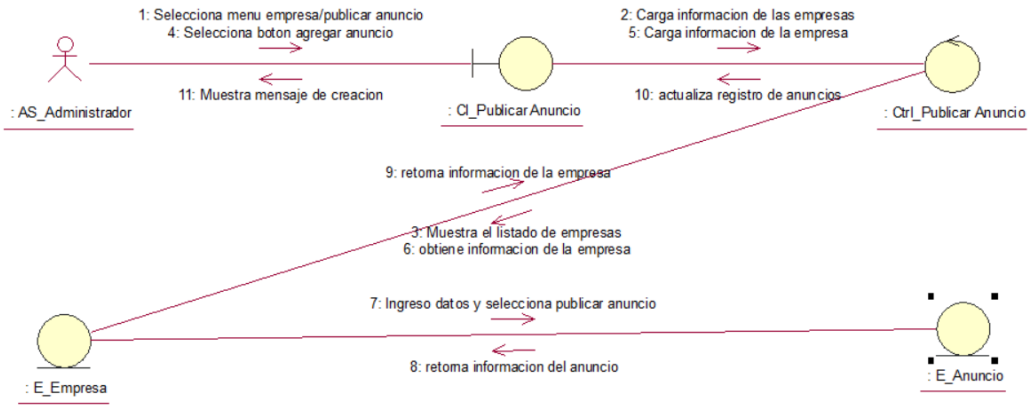 1: Selecciona menu empresa/publicar anuncio
4: Selecciona boton agregar anuncio
2: Carga informacion de las empresas
5: Carga informacion de la empresa
11: Muestra mensaje de creacion
10: actualiza registro de anuncios
: AS_Administrador
: CI_Publicar Anuncio
: Ctrl_Publicar Anuncio
9: retorna informacion de la empresa
3: Muestra el listado de empresas
6: obtiene informacion de la empresa
7: Ingreso datos y selecciona publicar anuncio
8: retorna informacion del anuncio
: E_Empresa
: E_Anuncio